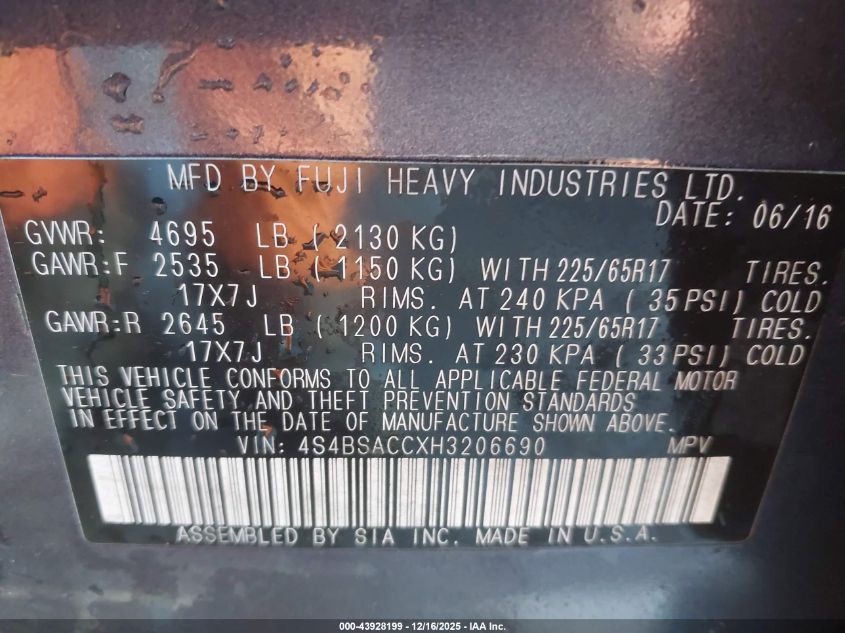 MFD BY FUJI HEAVY INDUSTRIES LTD.
DATE: 06/16
GVWR: 4695 LB ( 2130 KG)
GAWR:F 2535 LB ( 1150 KG) WITH 225/65R17 TIRES.
17X7J RIMS. AT 240 KPA ( 35 PSI) COLD
GAWR:R 2645 LB ( 1200 KG) WITH 225/65R17 TIRES.
17X7J RIMS. AT 230 KPA ( 33 PSI) COLD
THIS VEHICLE CONFORMS TO ALL APPLICABLE FEDERAL MOTOR
VEHICLE SAFETY AND THEFT PREVENTION STANDARDS
IN EFFECT ON THE DATE OF MANUFACTURE SHOWN ABOVE.
VIN: 4S4BSACCXH3206690 MPV
ASSEMBLED BY SIA INC. MADE IN U.S.A.
000-43928199 - 12/16/2025 - IAA Inc.